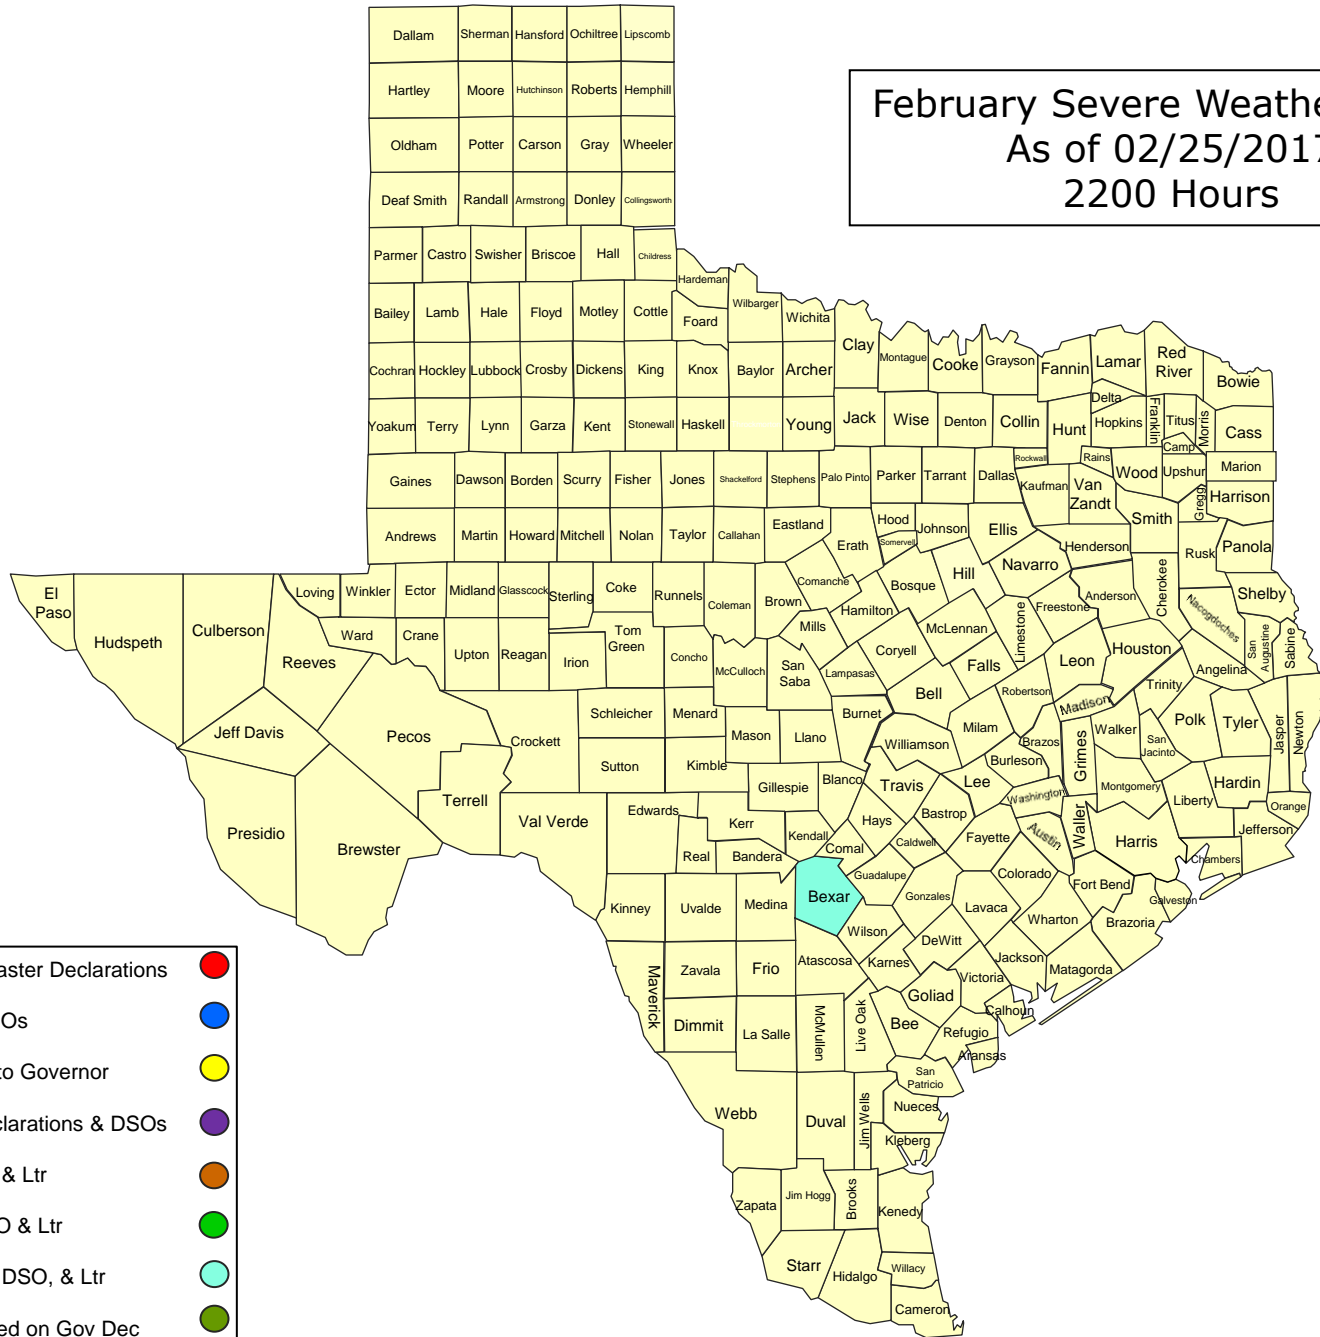 Dallam Sherman Hansford Ochiltree Lipscomb
Hartley Moore Hutchinson Roberts Hemphill
February Severe Weathe
As of 02/25/2017
2200 Hours
Oldham Potter Carson Gray Wheeler
Deaf Smith Randall Armstrong Donley Collingsworth
Parmer Castro Swisher Briscoe Hall Childress
Hardeman
Wilbarger
Bailey Lamb Hale Floyd Motley Cottle Foard Wichita
Clay Montague Cooke Grayson Fannin Lamar Red
River
Bowie
Cochran Hockley Lubbock Crosby Dickens King Knox Baylor Archer
Delta
Yoakum Terry Lynn Garza Kent Stonewall Haskell Young Jack Wise Denton Collin Hunt Hopkins Franklin Titus Morris Cass
Camp
Rockwall Rains
Gaines Dawson Borden Scurry Fisher Jones Shackelford Stephens Palo Pinto Parker Tarrant Dallas Kaufman Van
Zandt
Wood Upshur Marion
Gregg Harrison
Andrews Martin Howard Mitchell Nolan Taylor Callahan Eastland Erath Hood Somervell Johnson Ellis Henderson Smith Rusk Panola
El
Paso
Hudspeth Culberson Loving Winkler Ector Midland Glasscock Sterling Coke Runnels Coleman Brown Comanche Hamilton Bosque Hill Navarro Freestone Anderson Cherokee Nacogdoches Shelby
Reeves Ward Crane Upton Reagan Irion Tom
Green
Concho McCulloch San
Saba
Mills Lampasas Coryell McLennan Limestone Falls Leon Houston Angelina San
Augustine
Sabine
Jeff Davis Pecos Crockett Schleicher Menard Mason Llano Burnet Bell Milam Robertson Madison Trinity
Walker San
Jacinto
Polk Tyler Jasper Newton
Sutton Kimble Gillespie Blanco Williamson Travis Lee Burleson Brazos Grimes Washington Montgomery Liberty Hardin Orange
Presidio Brewster Terrell Val Verde Edwards Kerr Kendall Hays Bastrop Caldwell Fayette Austin Waller Harris Jefferson Chambers
Real Bandera Comal Guadalupe Gonzales Colorado Fort Bend Galveston
Kinney Uvalde Medina Bexar Wilson Lavaca Wharton Brazoria
Maverick Zavala Frio Atascosa Karnes DeWitt Jackson Matagorda
Dimmit La Salle McMullen Live Oak Bee Goliad Victoria Calhoun
Refugio Aransas
San
Patricio
Webb Duval Jim Wells Nueces Kleberg
Zapata Jim Hogg Brooks Kenedy
Starr Hidalgo Willacy
Cameron
aster Declarations
Os
to Governor
clarations & DSOs
& Ltr
O & Ltr
DSO, & Ltr
ed on Gov Dec